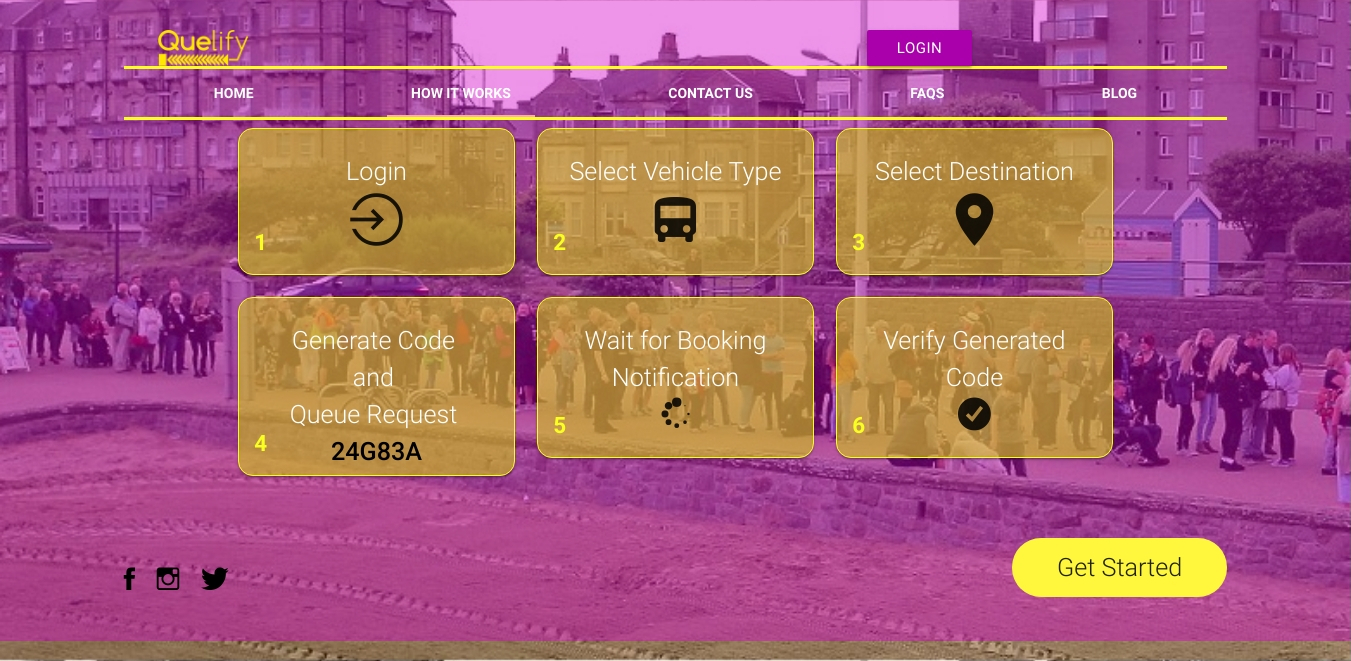 Quelify
LOGIN
HOME
HOW IT WORKS
CONTACT US
FAQS
BLOG
Login
1
Select Vehicle Type
2
Select Destination
3
Generate Code
and
Queue Request
24G83A
4
Wait for Booking
Notification
5
Verify Generated
Code
6
Get Started